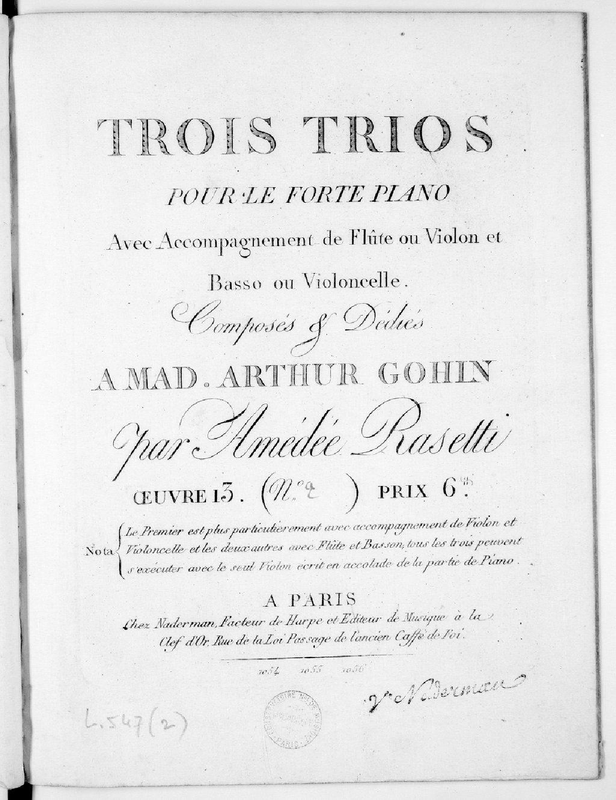 TROIS TRIOS
POUR LE FORTE PIANO
Avec Accompagnement de Flûte ou Violon et
Basso ou Violoncelle.
Composés & Dédiés
A MAD. ARTHUR GOHIN
par Amédée Rasetti
ŒUVRE 13. (N.º 2 ) PRIX 6.
Nota { Le Premier est plus particulierement avec accompagnement de Violon et
Violoncelle et les deux autres avec Flûte et Basson, tous les trois peuvent
s'exécuter avec le seul Violon écrit en accolade de la partie de Piano.
A PARIS
Chez Naderman, Facteur de Harpe et Editeur de Musique à la
Clef d'Or, Rue de la Loi Passage de l'ancien Caffé de Foi.
1054 1055 1056
Naderman
L.547 (2)